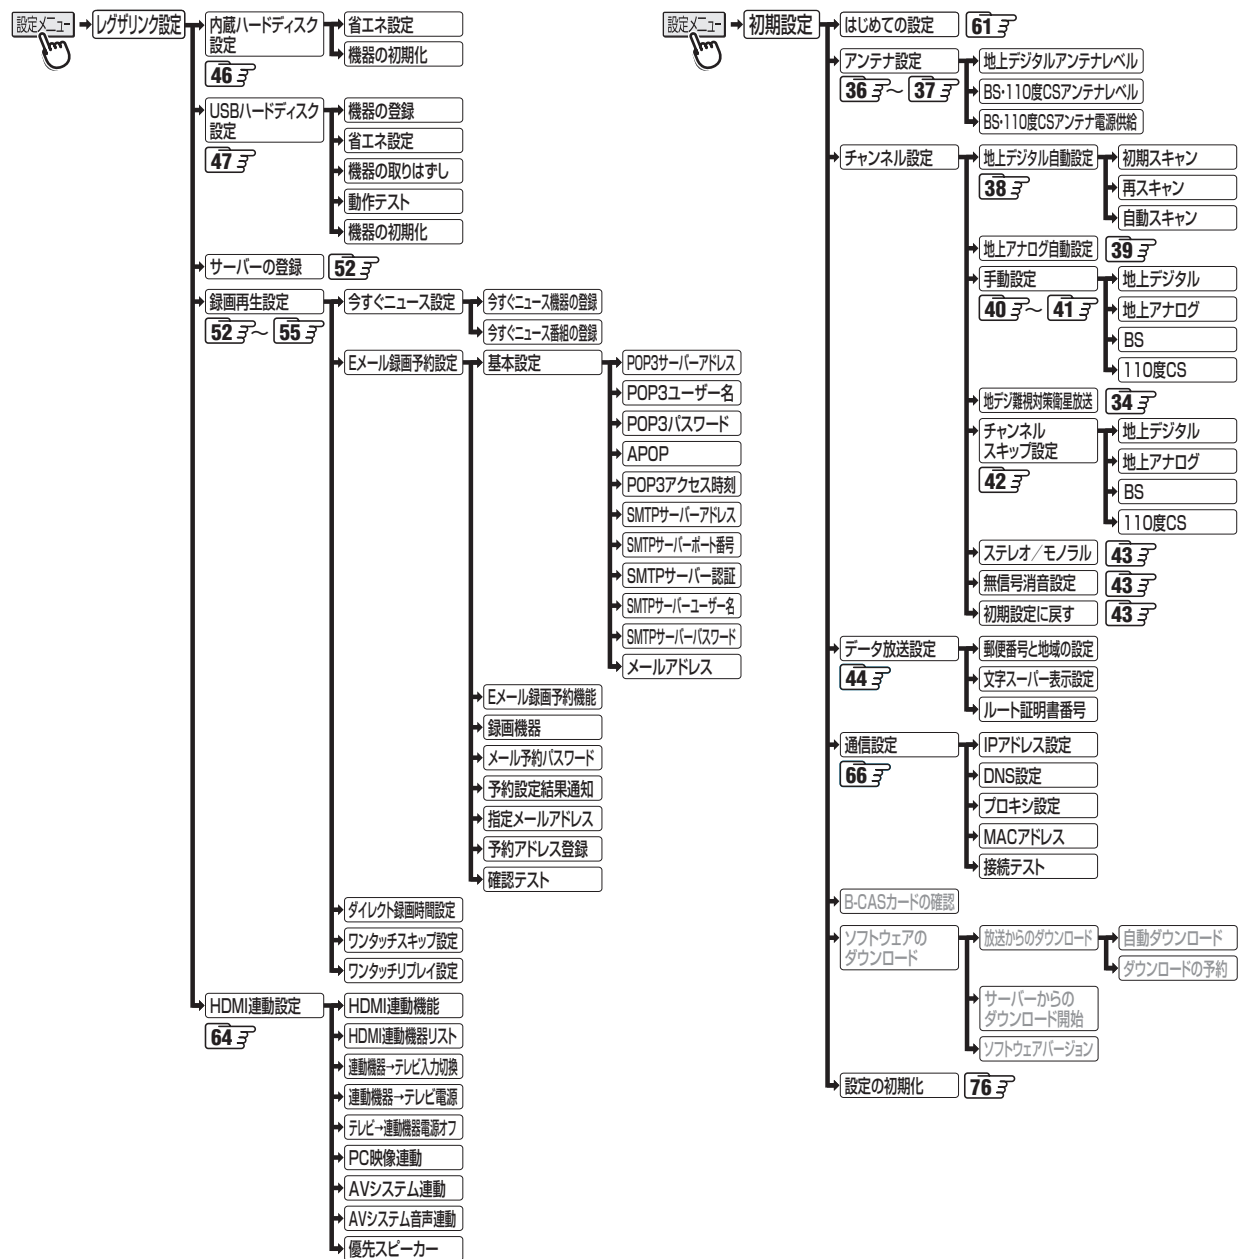 設定メニュー
レグザリンク設定
内蔵ハードディスク
設定
46
省エネ設定
機器の初期化
USBハードディスク
設定
47
機器の登録
省エネ設定
機器の取りはずし
動作テスト
機器の初期化
サーバーの登録 52
録画再生設定
52 ～ 55
今すぐニュース設定
今すぐニュース機器の登録
今すぐニュース番組の登録
Eメール録画予約設定
基本設定
POP3サーバーアドレス
POP3ユーザー名
POP3パスワード
APOP
POP3アクセス時刻
SMTPサーバーアドレス
SMTPサーバーポート番号
SMTPサーバー認証
SMTPサーバーユーザー名
SMTPサーバーパスワード
メールアドレス
Eメール録画予約機能
録画機器
メール予約パスワード
予約設定結果通知
指定メールアドレス
予約アドレス登録
確認テスト
ダイレクト録画時間設定
ワンタッチスキップ設定
ワンタッチリプレイ設定
HDMI連動設定
64
HDMI連動機能
HDMI連動機器リスト
連動機器→テレビ入力切換
連動機器→テレビ電源
テレビ→連動機器電源オフ
PC映像連動
AVシステム連動
AVシステム音声連動
優先スピーカー
設定メニュー
初期設定
はじめての設定 61
アンテナ設定
36 ～ 37
地上デジタルアンテナレベル
BS・110度CSアンテナレベル
BS・110度CSアンテナ電源供給
チャンネル設定
地上デジタル自動設定
38
初期スキャン
再スキャン
自動スキャン
地上アナログ自動設定 39
手動設定
40 ～ 41
地上デジタル
地上アナログ
BS
110度CS
地デジ難視対策衛星放送 34
チャンネル
スキップ設定
42
地上デジタル
地上アナログ
BS
110度CS
ステレオ／モノラル 43
無信号消音設定 43
初期設定に戻す 43
データ放送設定
44
郵便番号と地域の設定
文字スーパー表示設定
ルート証明書番号
通信設定
66
IPアドレス設定
DNS設定
プロキシ設定
MACアドレス
接続テスト
B-CASカードの確認
ソフトウェアの
ダウンロード
放送からのダウンロード
自動ダウンロード
ダウンロードの予約
サーバーからの
ダウンロード開始
ソフトウェアバージョン
設定の初期化 76